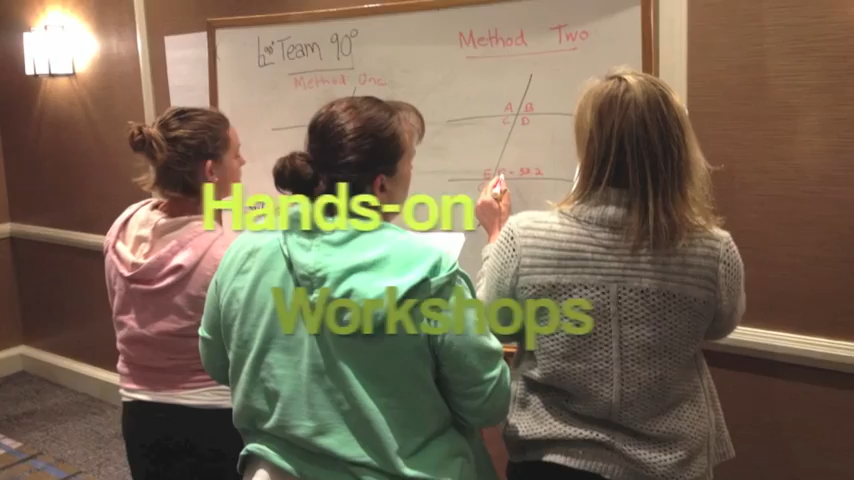 Team 90°
Method One
Method Two
A B
C D
Hands-on
Workshops